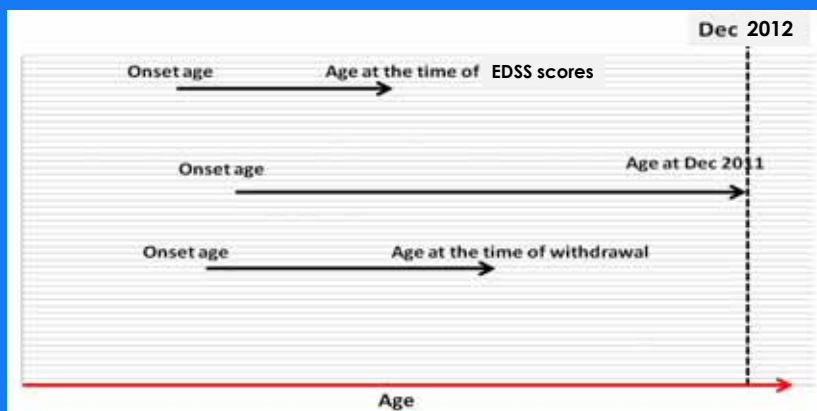 Dec 2012
Onset age Age at the time of EDSS scores
Age at Dec 2011
Onset age
Onset age Age at the time of withdrawal
Age